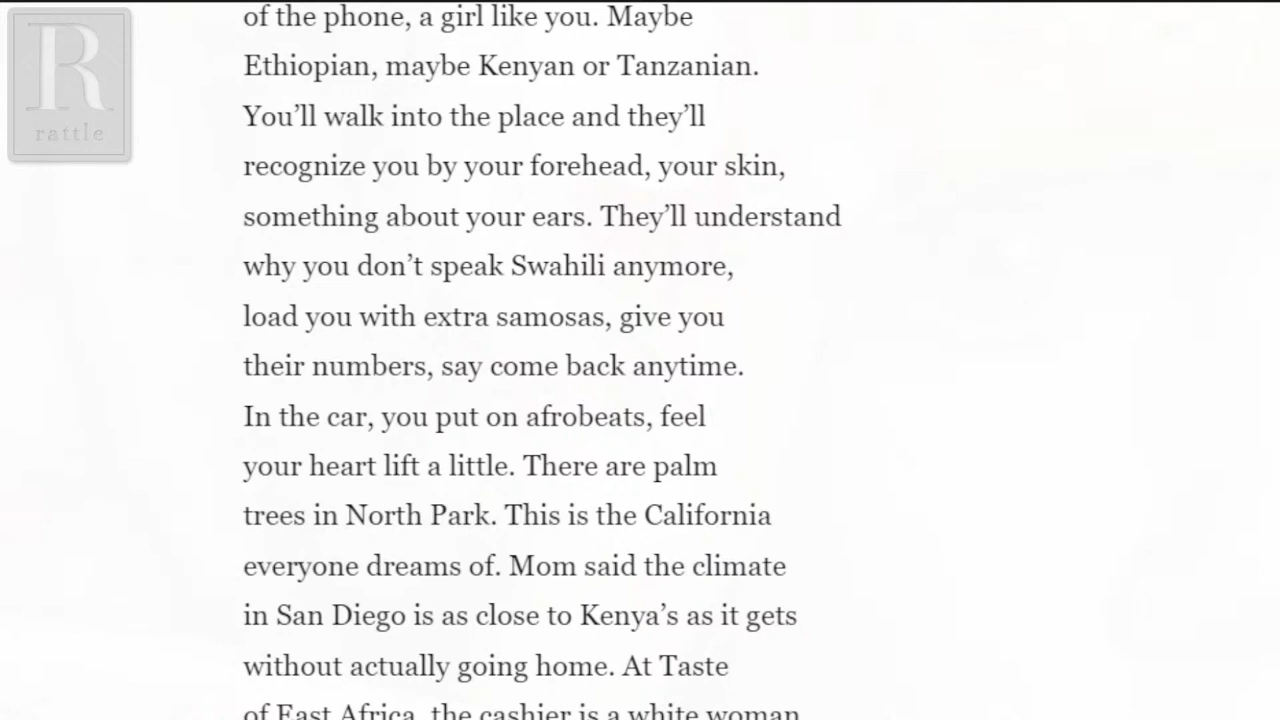 R
rattle
of the phone, a girl like you. Maybe
Ethiopian, maybe Kenyan or Tanzanian.
You’ll walk into the place and they’ll
recognize you by your forehead, your skin,
something about your ears. They’ll understand
why you don’t speak Swahili anymore,
load you with extra samosas, give you
their numbers, say come back anytime.
In the car, you put on afrobeats, feel
your heart lift a little. There are palm
trees in North Park. This is the California
everyone dreams of. Mom said the climate
in San Diego is as close to Kenya’s as it gets
without actually going home. At Taste
of East Africa, the cashier is a white woman